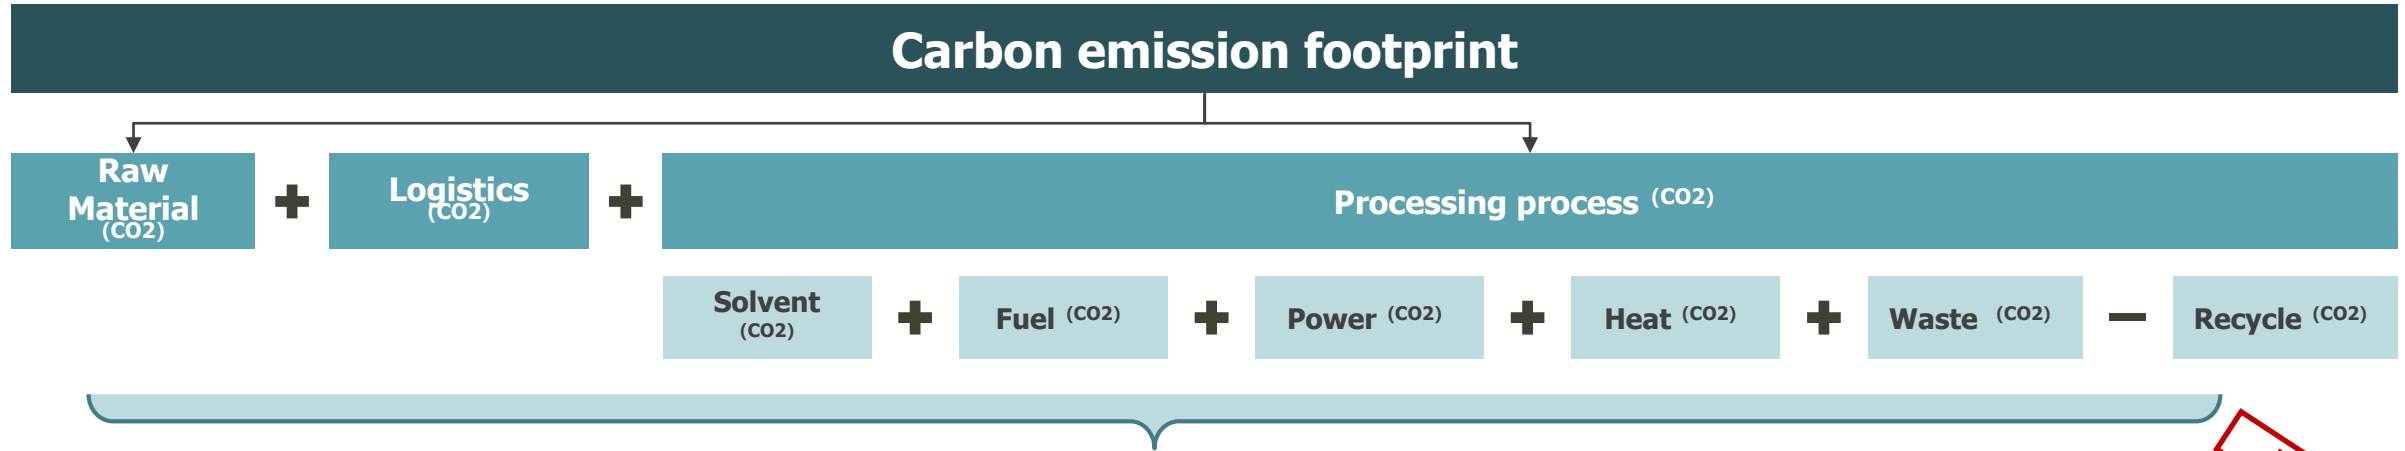 Carbon emission footprint
Raw
Material
(CO2)
Logistics
(CO2)
Processing process (CO2)
Solvent
(CO2)
Fuel (CO2)
Power (CO2)
Heat (CO2)
Waste (CO2)
Recycle (CO2)